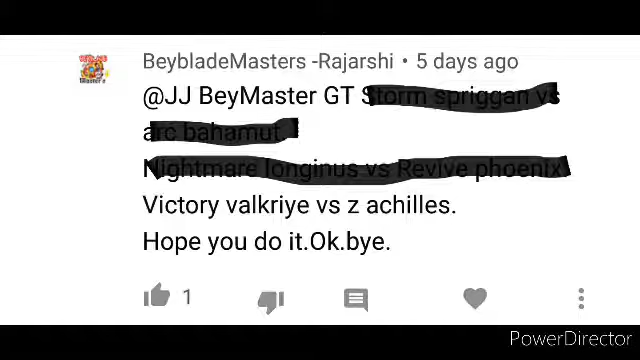 BeybladeMasters -Rajarshi • 5 days ago
@JJ BeyMaster GT Storm spriggan vs
arc bahamut
Nightmare longinus vs Revive phoenix
Victory valkriye vs z achilles.
Hope you do it.Ok.bye.
1
PowerDirector